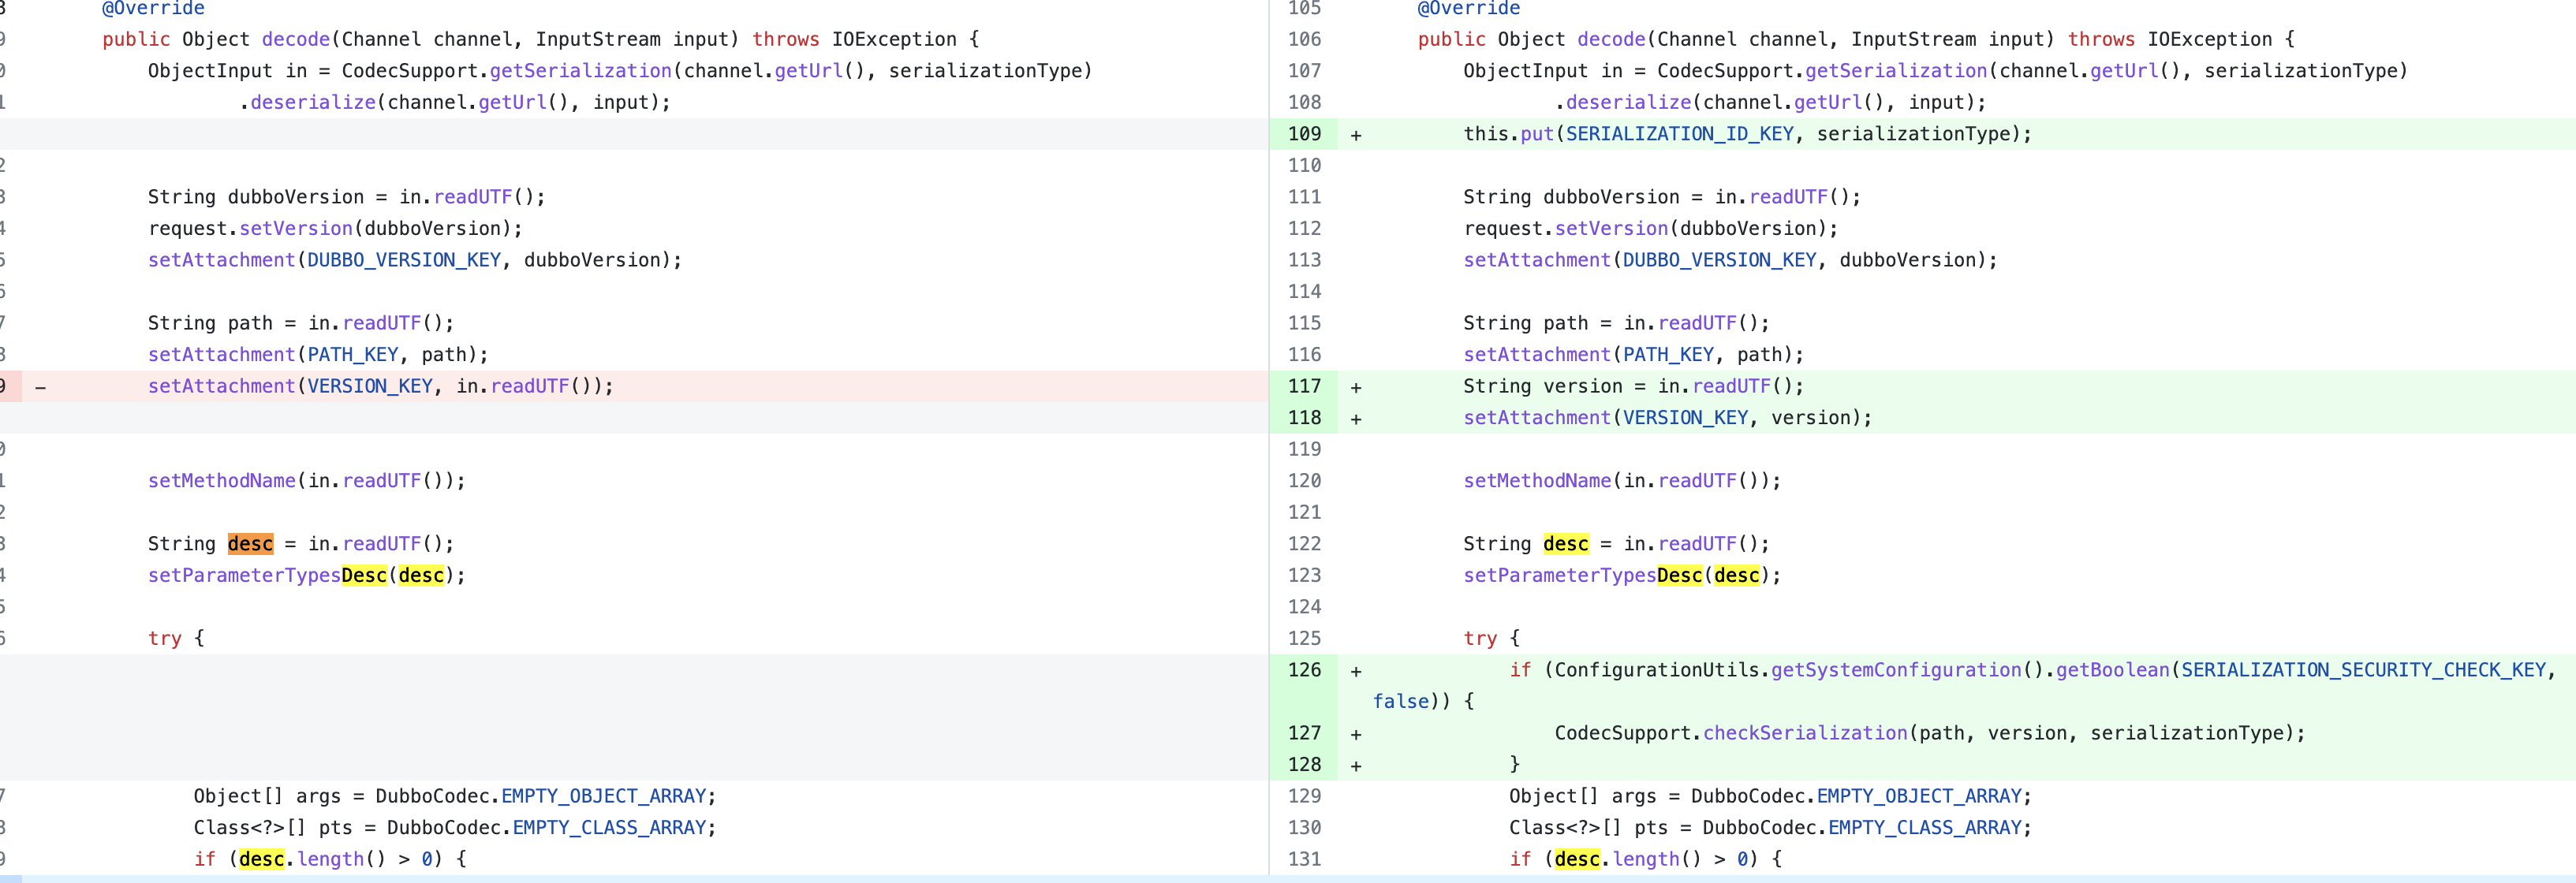 3 @Override
9 public Object decode(Channel channel, InputStream input) throws IOException {
0 ObjectInput in = CodecSupport.getSerialization(channel.getUrl(), serializationType)
1 .deserialize(channel.getUrl(), input);
2
3 String dubboVersion = in.readUTF();
4 request.setVersion(dubboVersion);
5 setAttachment(DUBBO_VERSION_KEY, dubboVersion);
6
7 String path = in.readUTF();
8 setAttachment(PATH_KEY, path);
9 - setAttachment(VERSION_KEY, in.readUTF());
0
1 setMethodName(in.readUTF());
2
3 String desc = in.readUTF();
4 setParameterTypesDesc(desc);
5
6 try {
7 Object[] args = DubboCodec.EMPTY_OBJECT_ARRAY;
8 Class<?>[] pts = DubboCodec.EMPTY_CLASS_ARRAY;
9 if (desc.length() > 0) {
105 @Override
106 public Object decode(Channel channel, InputStream input) throws IOException {
107 ObjectInput in = CodecSupport.getSerialization(channel.getUrl(), serializationType)
108 .deserialize(channel.getUrl(), input);
109 + this.put(SERIALIZATION_ID_KEY, serializationType);
110
111 String dubboVersion = in.readUTF();
112 request.setVersion(dubboVersion);
113 setAttachment(DUBBO_VERSION_KEY, dubboVersion);
114
115 String path = in.readUTF();
116 setAttachment(PATH_KEY, path);
117 + String version = in.readUTF();
118 + setAttachment(VERSION_KEY, version);
119
120 setMethodName(in.readUTF());
121
122 String desc = in.readUTF();
123 setParameterTypesDesc(desc);
124
125 try {
126 + if (ConfigurationUtils.getSystemConfiguration().getBoolean(SERIALIZATION_SECURITY_CHECK_KEY,
false)) {
127 + CodecSupport.checkSerialization(path, version, serializationType);
128 + }
129 Object[] args = DubboCodec.EMPTY_OBJECT_ARRAY;
130 Class<?>[] pts = DubboCodec.EMPTY_CLASS_ARRAY;
131 if (desc.length() > 0) {